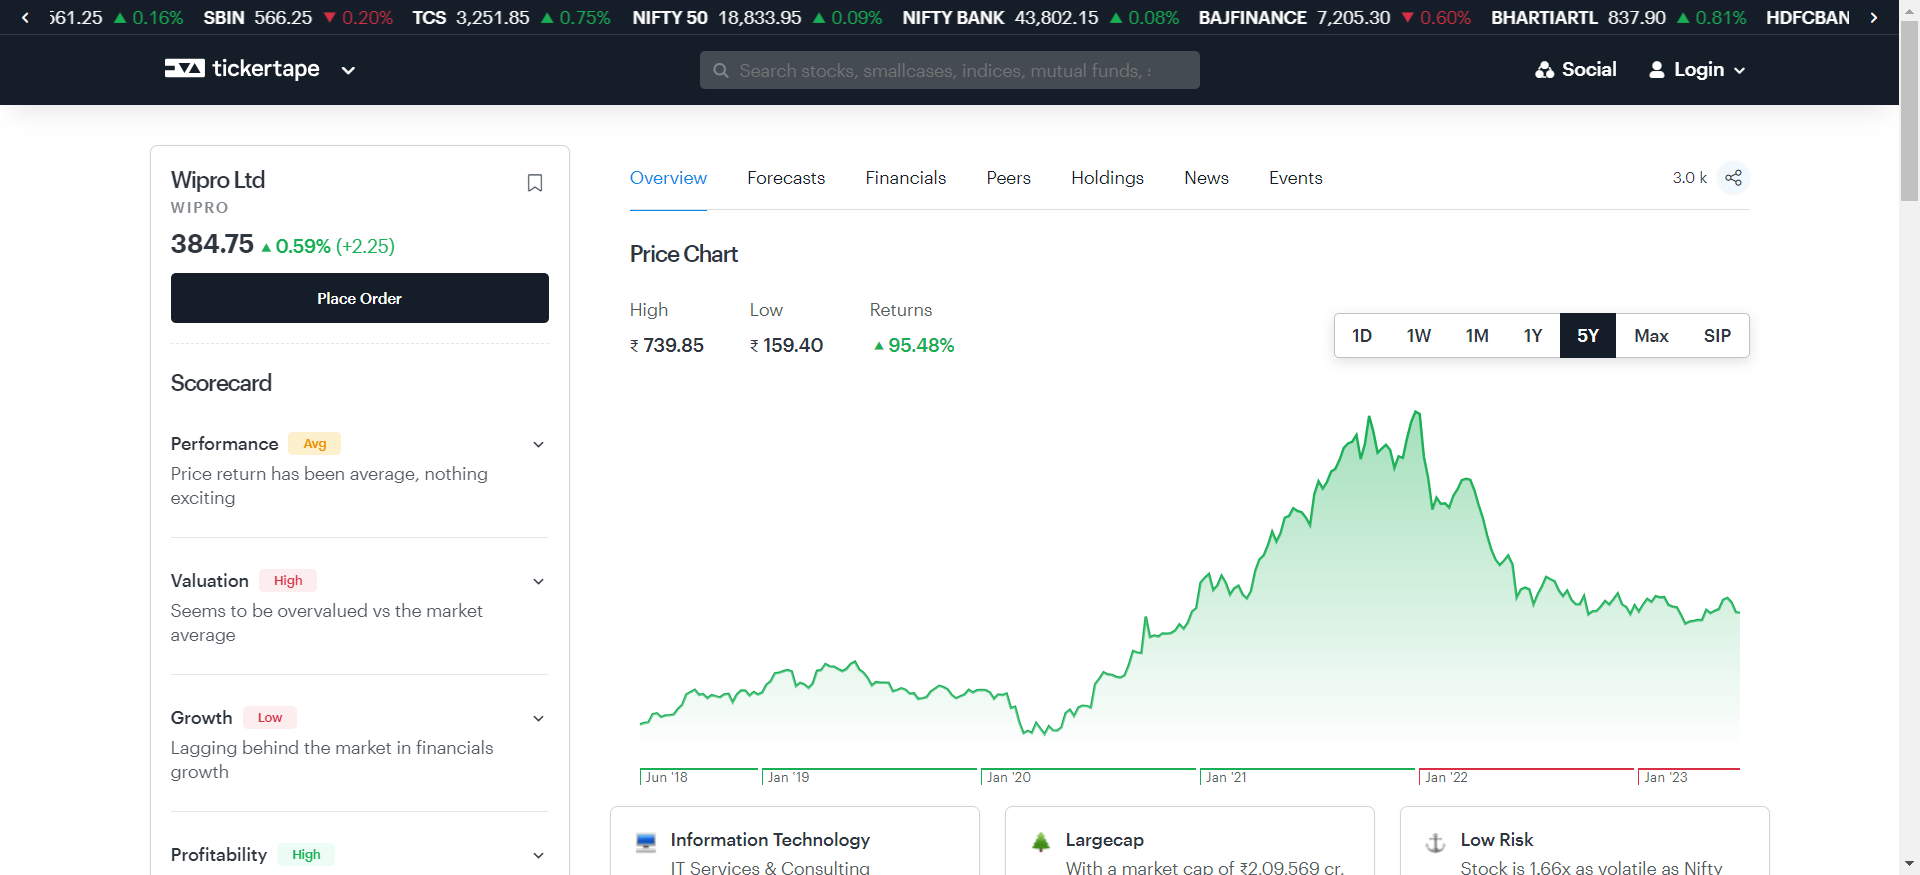 561.25 ▲ 0.16% SBIN 566.25 ▼ 0.20% TCS 3,251.85 ▲ 0.75% NIFTY 50 18,833.95 ▲ 0.09% NIFTY BANK 43,802.15 ▲ 0.08% BAJFINANCE 7,205.30 ▼ 0.60% BHARTIARTL 837.90 ▲ 0.81% HDFCBAN
tickertape
Search stocks, smallcases, indices, mutual funds,
Social
Login
Wipro Ltd
WIPRO
384.75 ▲ 0.59% (+2.25)
Place Order
Scorecard
Performance Avg
Price return has been average, nothing
exciting
Valuation High
Seems to be overvalued vs the market
average
Growth Low
Lagging behind the market in financials
growth
Profitability High
Overview Forecasts Financials Peers Holdings News Events
3.0 k
Price Chart
High Low Returns
₹ 739.85 ₹ 159.40 ▲ 95.48%
1D 1W 1M 1Y 5Y Max SIP
Jun '18 Jan '19 Jan '20 Jan '21 Jan '22 Jan '23
Information Technology
IT Services & Consulting
Largecap
With a market cap of ₹2,09,569 cr,
Low Risk
Stock is 1.66x as volatile as Nifty